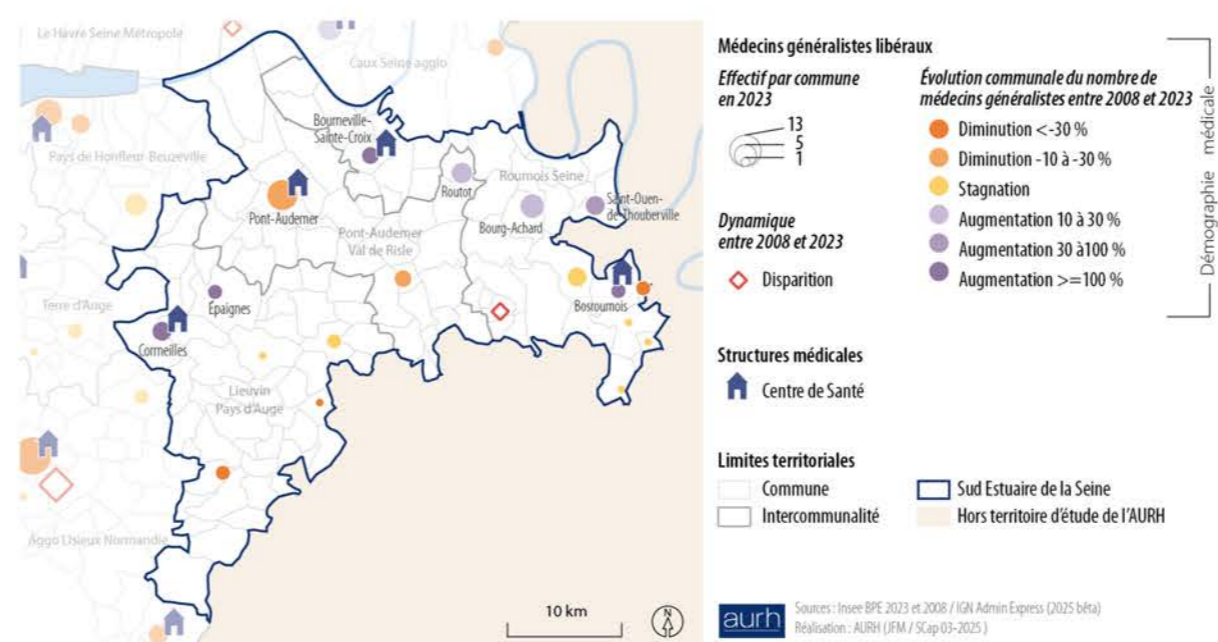 Le Havre Seine Métropole
Caux Seine agglo
Bourneville-
Sainte-Croix
Pays de Honfleur-Beuzeville
Routot
Roumois Seine
Saint-Ouen-
de-Thouberville
Pont-Audemer
Bourg-Achard
Pont-Audemer
Val de Risle
Terre d'Auge
Épaignes
Bosroumois
Cormeilles
Lieuvin
Pays d'Auge
Aggo Lisieux Normandie
10 km
N
Médecins généralistes libéraux
Effectif par commune
en 2023
13
5
1
Dynamique
entre 2008 et 2023
Disparition
Évolution communale du nombre de
médecins généralistes entre 2008 et 2023
Diminution <-30 %
Diminution -10 à -30 %
Stagnation
Augmentation 10 à 30 %
Augmentation 30 à100 %
Augmentation >=100 %
Démographie médicale
Structures médicales
Centre de Santé
Limites territoriales
Commune
Intercommunalité
Sud Estuaire de la Seine
Hors territoire d'étude de l'AURH
aurh
Sources : Insee BPE 2023 et 2008 / IGN Admin Express (2025 bêta)
Réalisation : AURH (JFM / SCap 03-2025 )